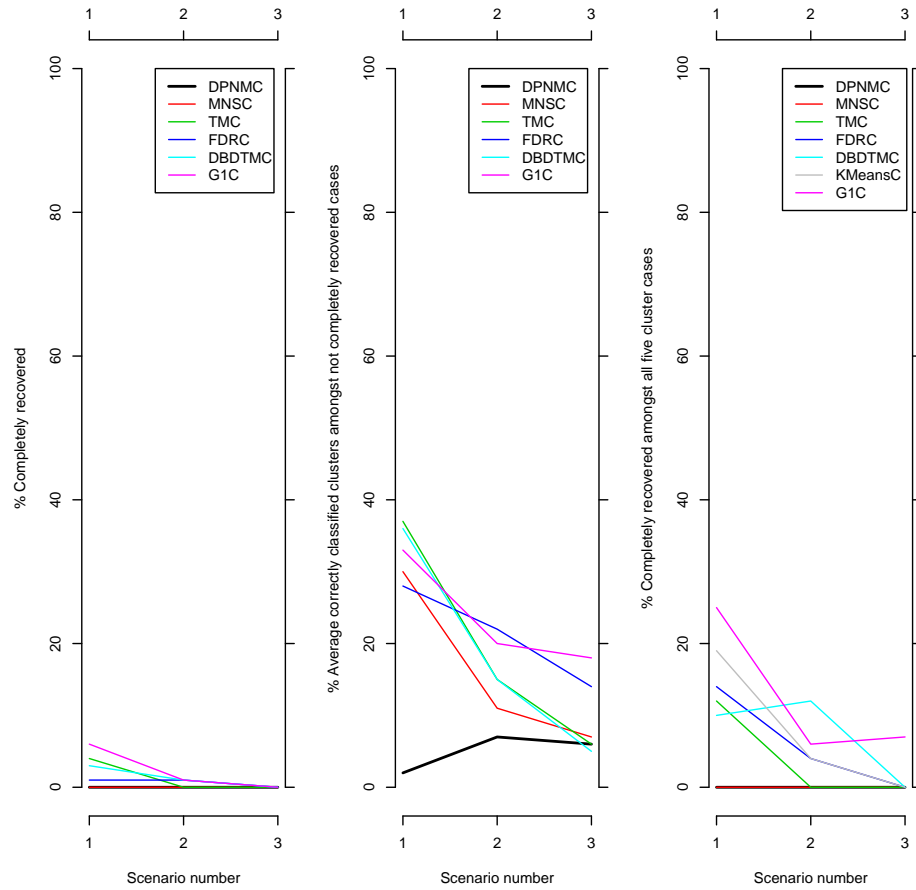 1 2 3
0 20 40 60 80 100
% Completely recovered
DPNMC
MNSC
TMC
FDRC
DBDTMC
G1C
1 2 3
Scenario number
1 2 3
0 20 40 60 80 100
% Average correctly classified clusters amongst not completely recovered cases
DPNMC
MNSC
TMC
FDRC
DBDTMC
G1C
1 2 3
Scenario number
1 2 3
0 20 40 60 80 100
% Completely recovered amongst all five cluster cases
DPNMC
MNSC
TMC
FDRC
DBDTMC
KMeansC
G1C
1 2 3
Scenario number